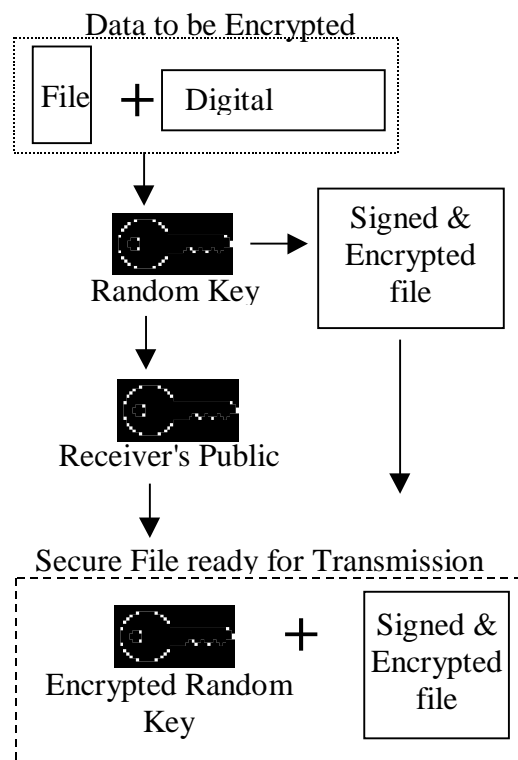 Data to be Encrypted
File
+
Digital
Random Key
Signed &
Encrypted
file
Receiver's Public
Secure File ready for Transmission
Encrypted Random
Key
+
Signed &
Encrypted
file